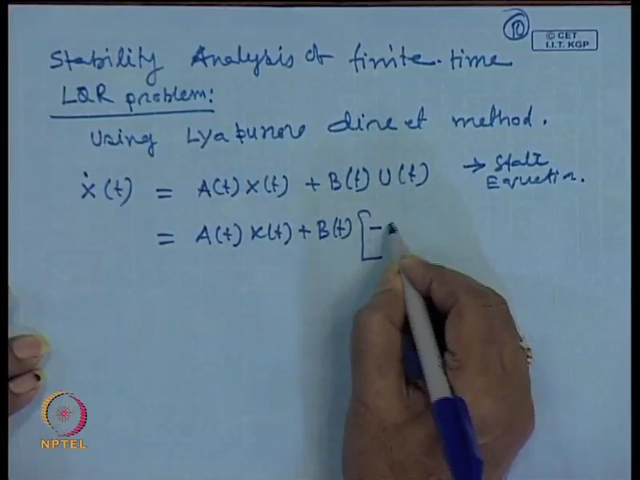 10
© CET
I.I.T. KGP
Stability Analysis of finite-time
LQR problem:
Using Lyapunov direct method.
ẋ(t) = A(t) x(t) + B(t) U(t) → State Equation.
= A(t) x(t) + B(t) [ -
NPTEL